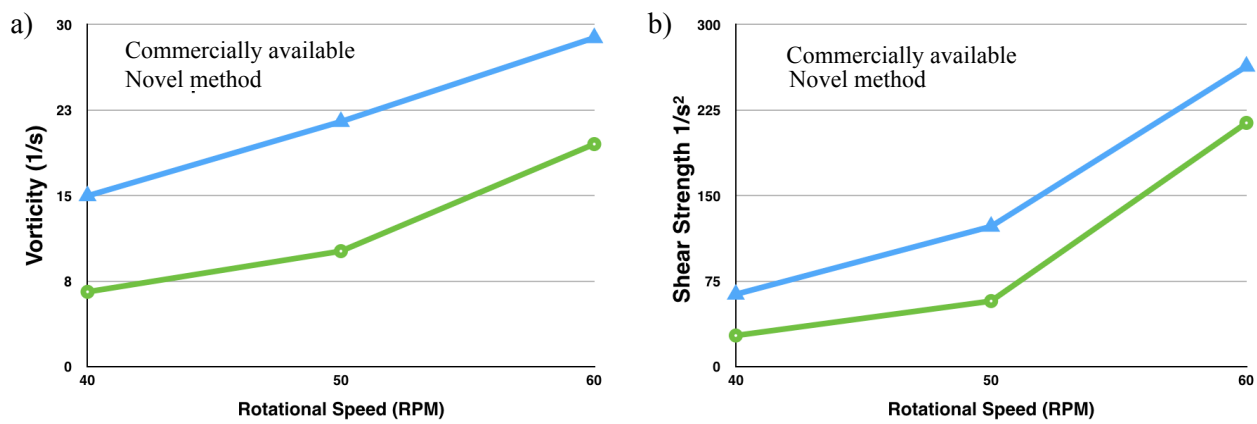 a)
Commercially available
Novel method
30
23
15
8
0
Vorticity (1/s)
40
50
60
Rotational Speed (RPM)
b)
Commercially available
Novel method
300
225
150
75
0
Shear Strength 1/s²
40
50
60
Rotational Speed (RPM)